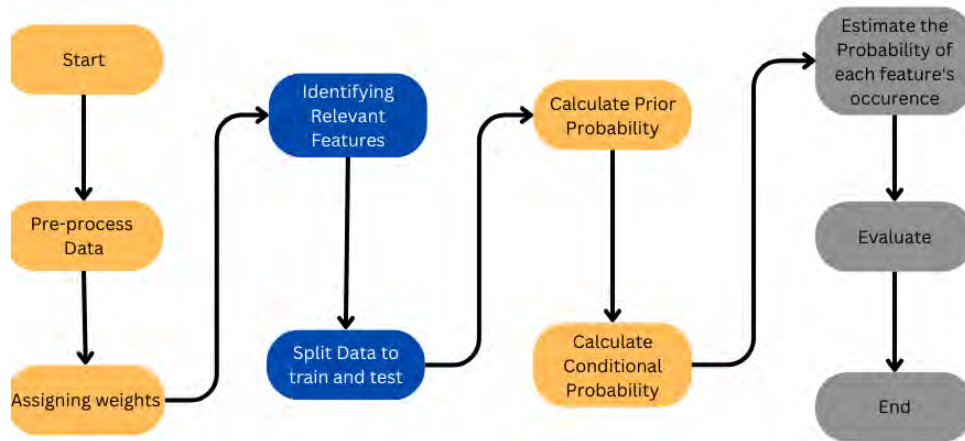 Start
Pre-process
Data
Assigning weights
Identifying
Relevant
Features
Split Data to
train and test
Calculate Prior
Probability
Calculate
Conditional
Probability
Estimate the
Probability of
each feature's
occurence
Evaluate
End